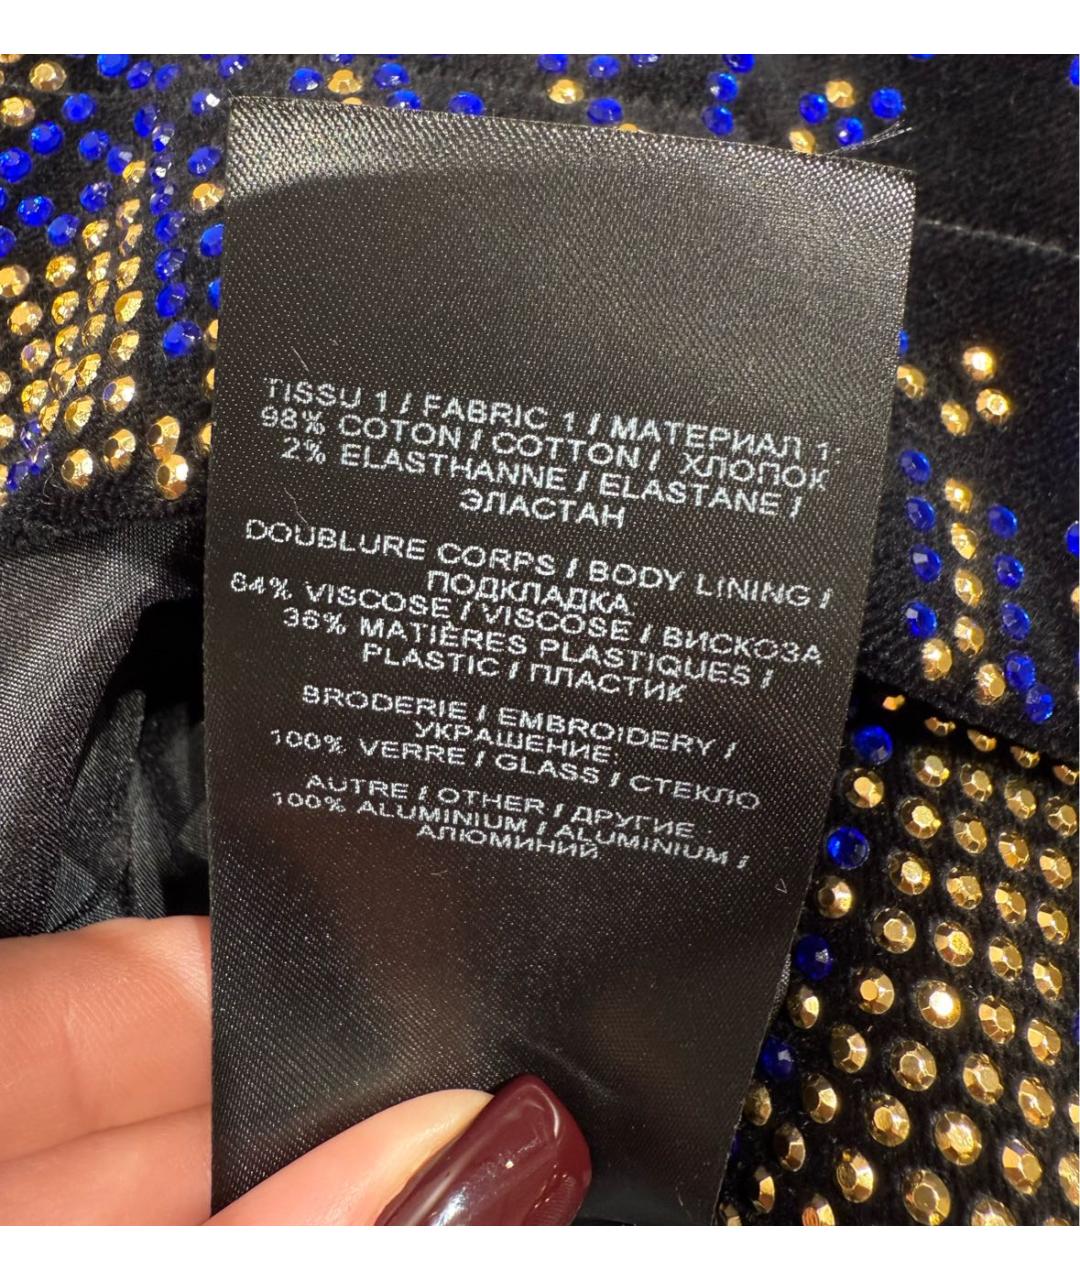 TISSU 1 / FABRIC 1 / МАТЕРИАЛ 1:
98% COTON / COTTON / ХЛОПОК
2% ELASTHANNE / ELASTANE /
ЭЛАСТАН
DOUBLURE CORPS / BODY LINING /
ПОДКЛАДКА:
64% VISCOSE / VISCOSE / ВИСКОЗА
36% MATIÈRES PLASTIQUES /
PLASTIC / ПЛАСТИК
BRODERIE / EMBROIDERY /
УКРАШЕНИЕ:
100% VERRE / GLASS / СТЕКЛО
AUTRE / OTHER / ДРУГИЕ :
100% ALUMINIUM / ALUMINIUM /
АЛЮМИНИЙ